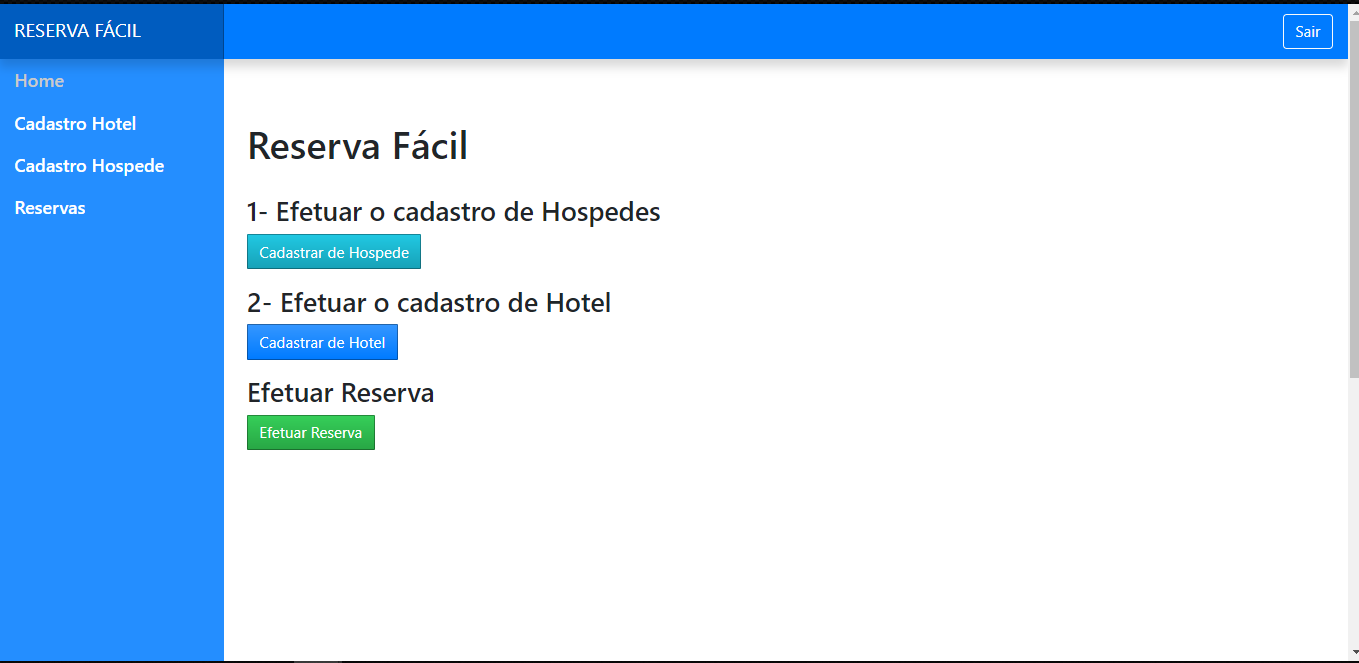 RESERVA FÁCIL
Sair
Home
Cadastro Hotel
Cadastro Hospede
Reservas
Reserva Fácil
1- Efetuar o cadastro de Hospedes
Cadastrar de Hospede
2- Efetuar o cadastro de Hotel
Cadastrar de Hotel
Efetuar Reserva
Efetuar Reserva